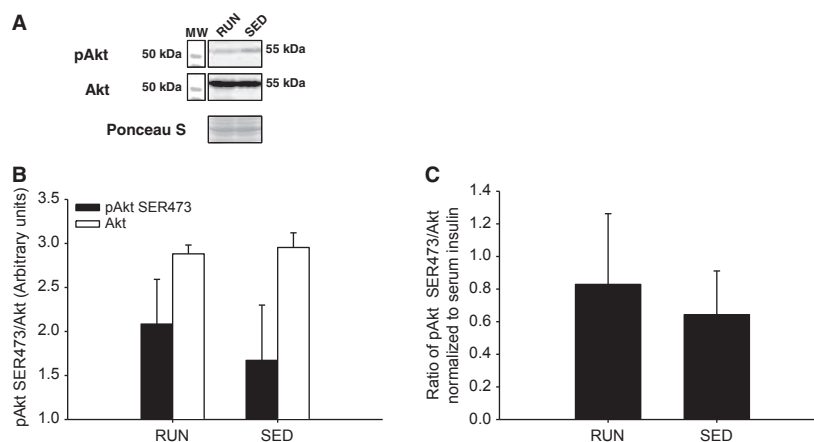 A
MW RUN SED
pAkt 50 kDa 55 kDa
Akt 50 kDa 55 kDa
Ponceau S
B
pAkt SER473/Akt (Arbitrary units)
3.5
3.0
2.5
2.0
1.5
1.0
pAkt SER473
Akt
RUN SED
C
Ratio of pAkt SER473/Akt
normalized to serum insulin
1.4
1.2
1.0
0.8
0.6
0.4
0.2
0.0
RUN SED